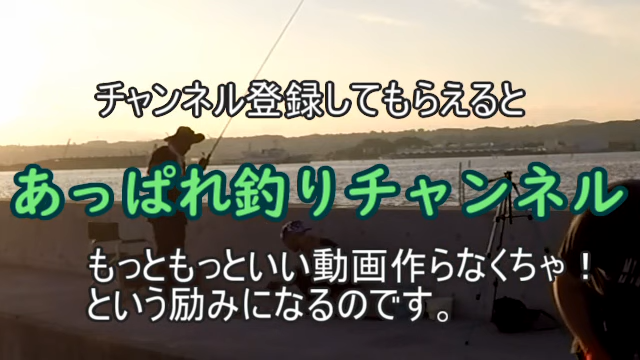 チャンネル登録してもらえると
あっぱれ釣りチャンネル
もっともっといい動画作らなくちゃ！
という励みになるのです。